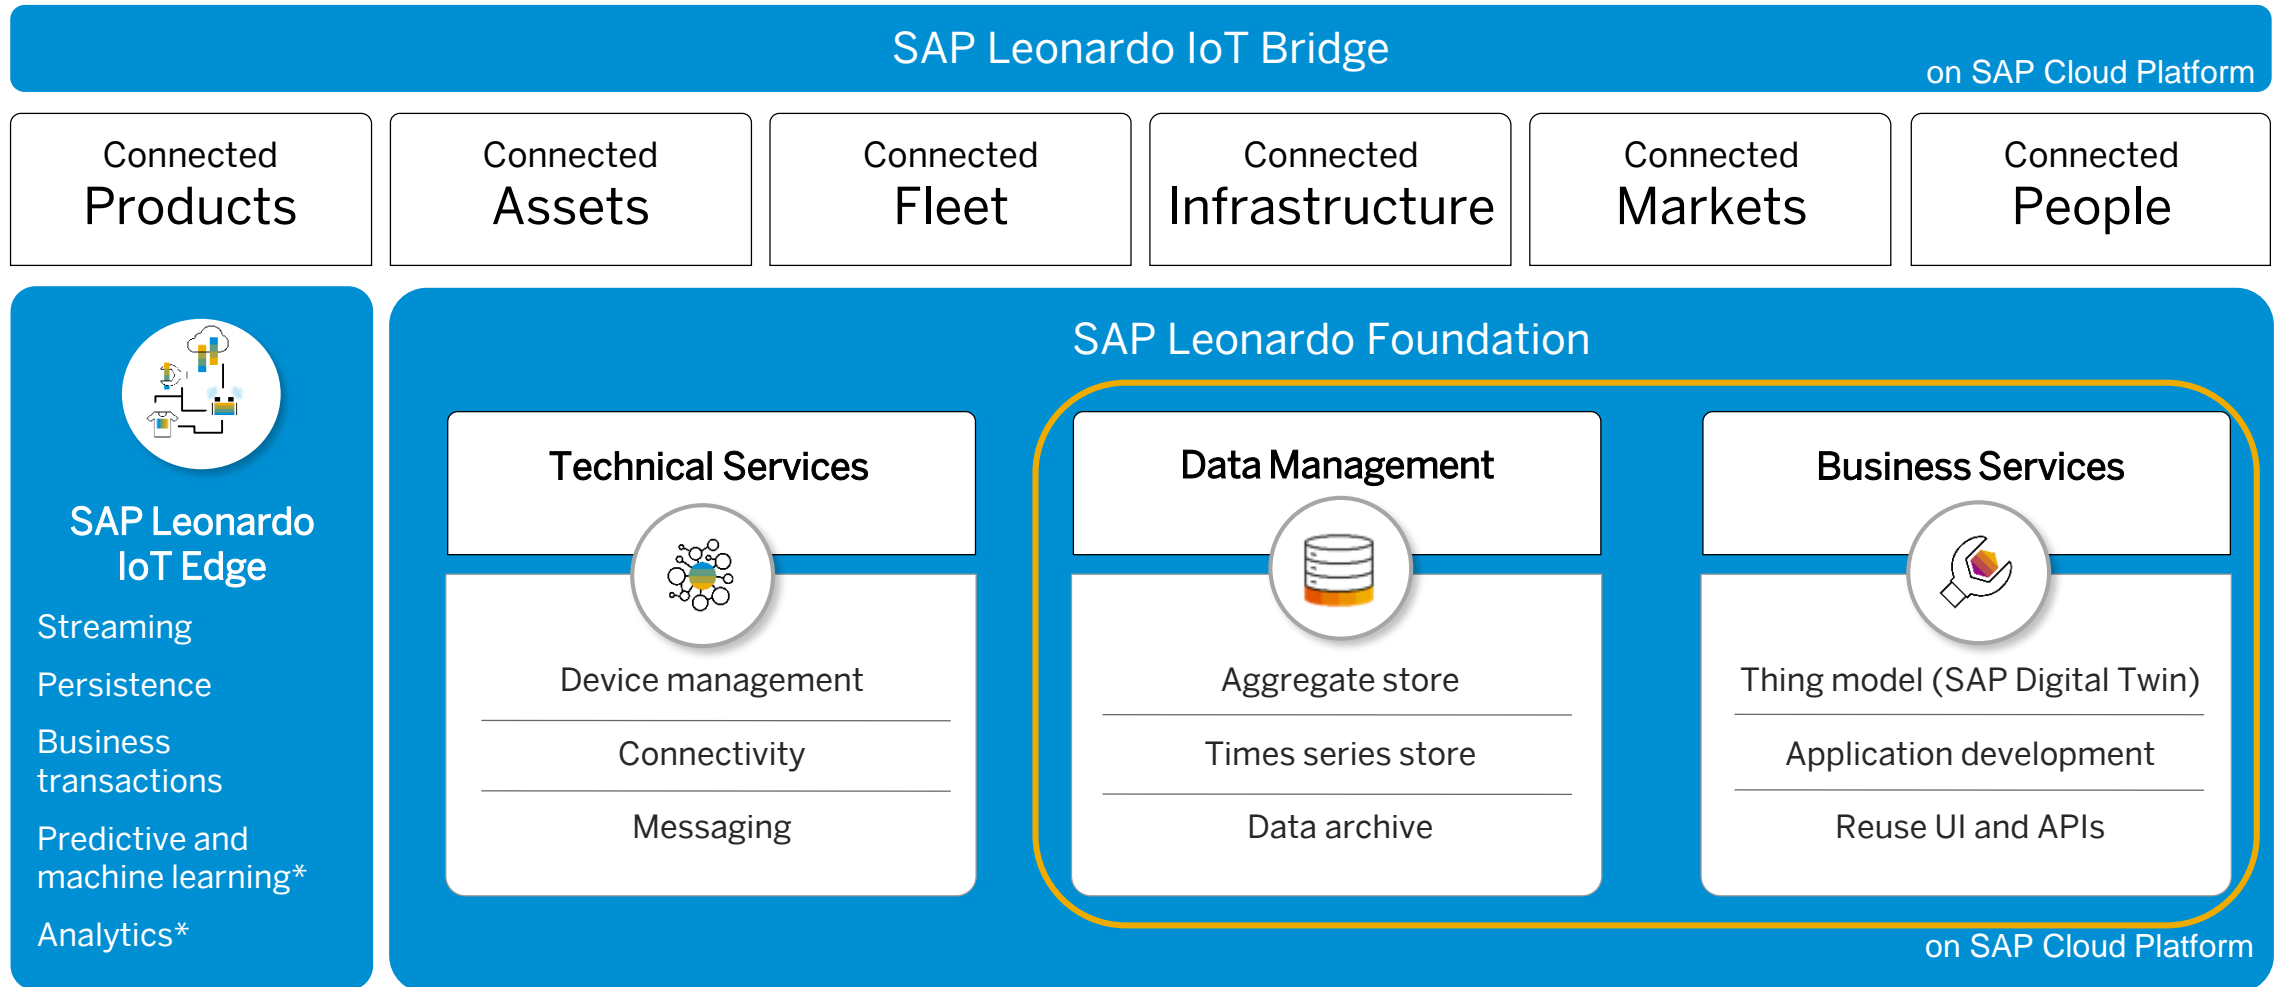 SAP Leonardo IoT Bridge
on SAP Cloud Platform
Connected
Products
Connected
Assets
Connected
Fleet
Connected
Infrastructure
Connected
Markets
Connected
People
SAP Leonardo
IoT Edge
Streaming
Persistence
Business
transactions
Predictive and
machine learning*
Analytics*
SAP Leonardo Foundation
Technical Services
Device management
Connectivity
Messaging
Data Management
Aggregate store
Times series store
Data archive
Business Services
Thing model (SAP Digital Twin)
Application development
Reuse UI and APIs
on SAP Cloud Platform